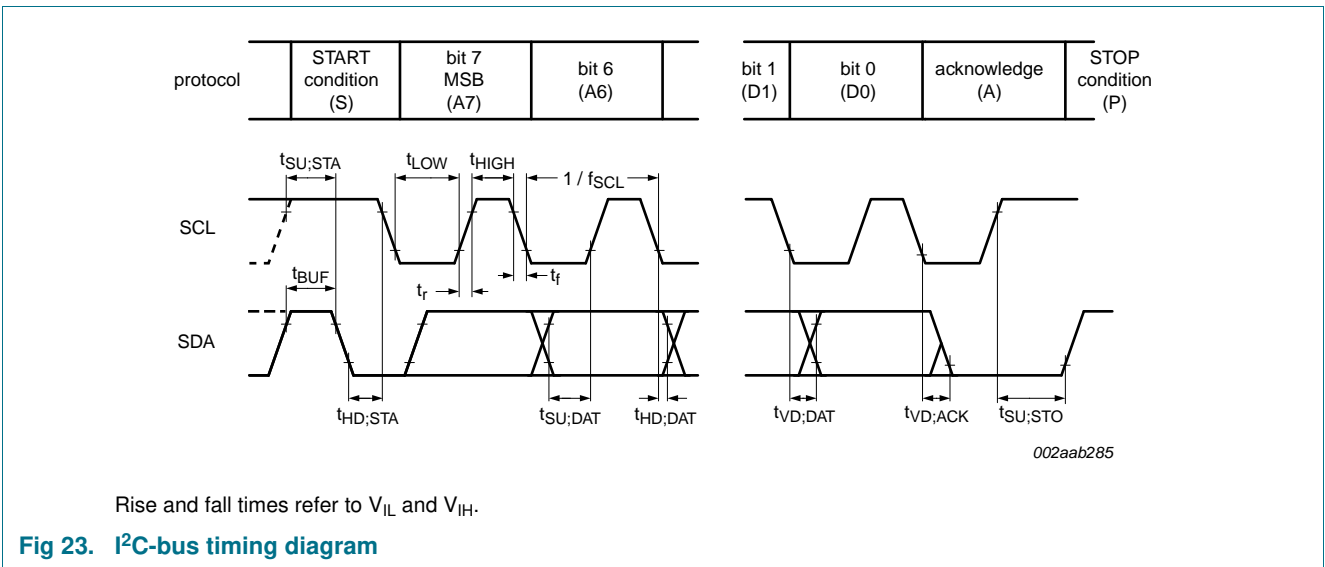 protocol
START
condition
(S)
bit 7
MSB
(A7)
bit 6
(A6)
bit 1
(D1)
bit 0
(D0)
acknowledge
(A)
STOP
condition
(P)
tSU;STA
tLOW
tHIGH
1 / fSCL
SCL
tBUF
tr
tf
SDA
tHD;STA
tSU;DAT
tHD;DAT
tVD;DAT
tVD;ACK
tSU;STO
002aab285
Rise and fall times refer to VIL and VIH.
Fig 23. I²C-bus timing diagram